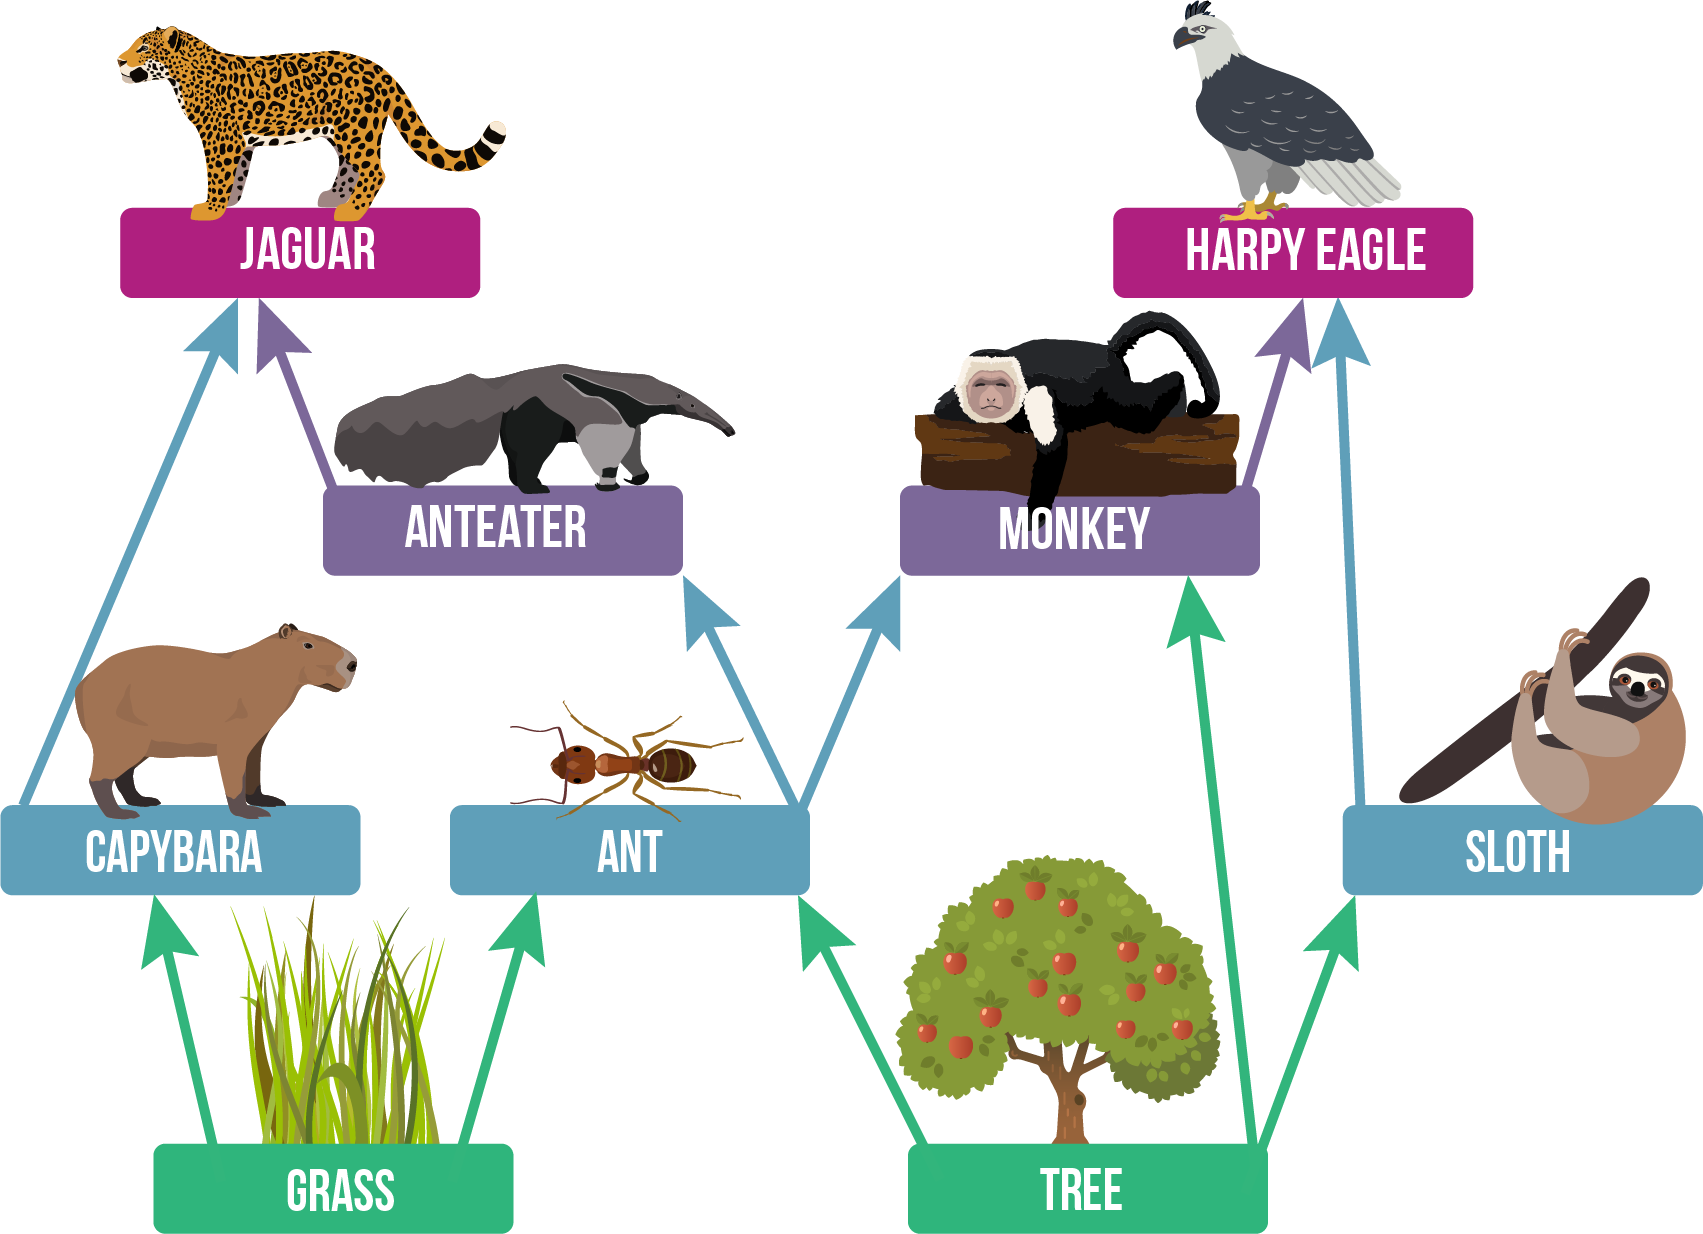 JAGUAR
HARPY EAGLE
ANTEATER
MONKEY
CAPYBARA
ANT
SLOTH
GRASS
TREE